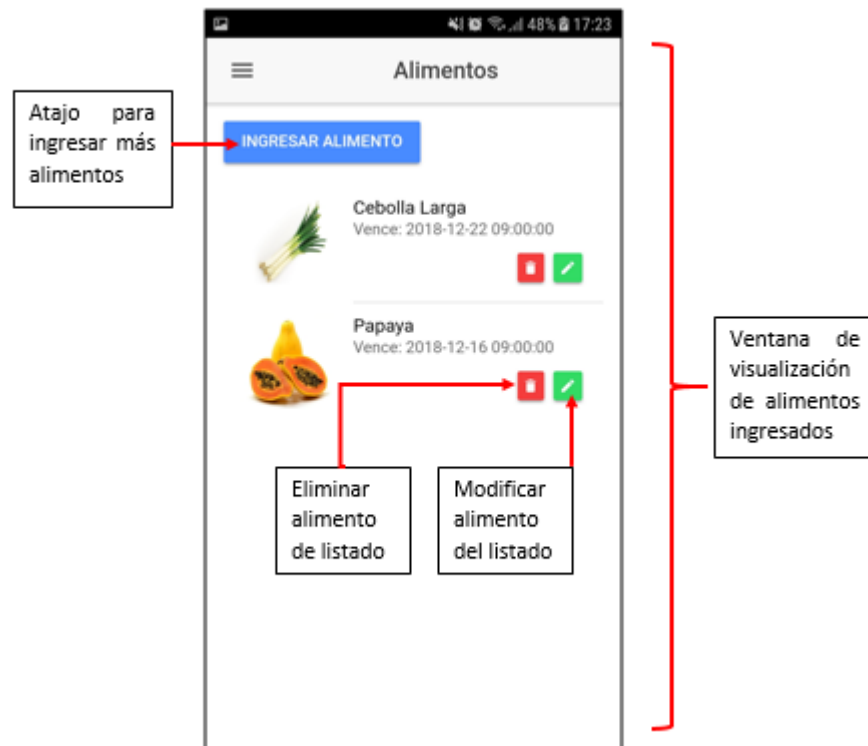 48% 17:23
Alimentos
Atajo para
ingresar más
alimentos
INGRESAR ALIMENTO
Cebolla Larga
Vence: 2018-12-22 09:00:00
Papaya
Vence: 2018-12-16 09:00:00
Ventana de
visualización
de alimentos
ingresados
Eliminar
alimento
de listado
Modificar
alimento
del listado